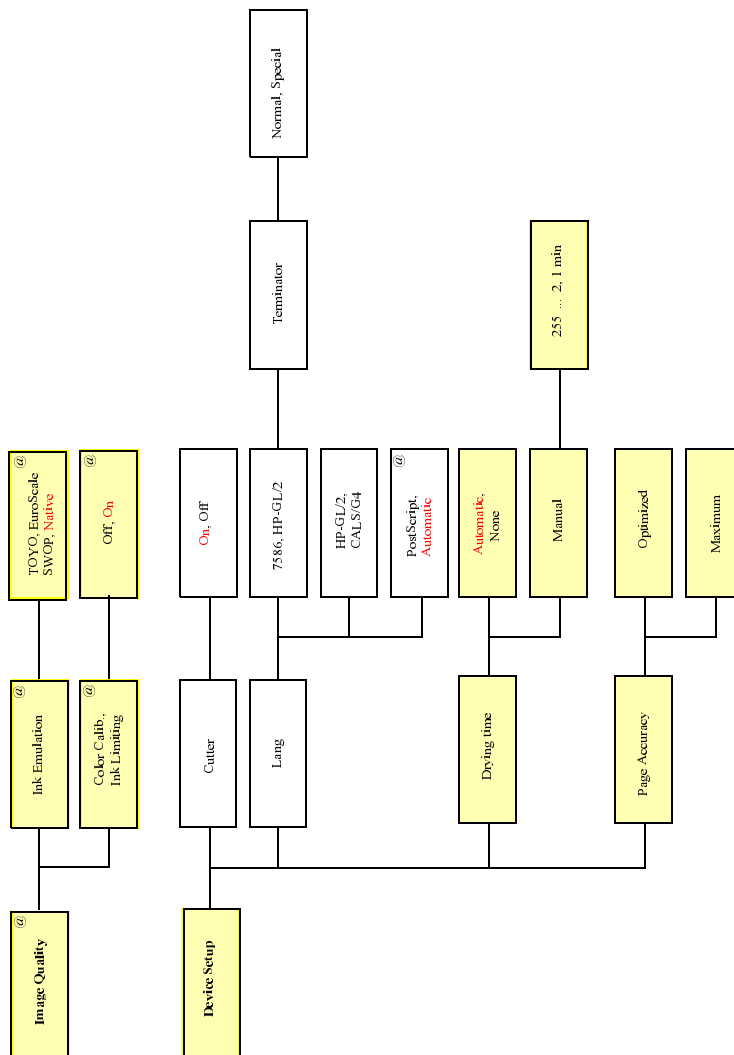 @
Image Quality
@
Ink Emulation
@
TOYO, EuroScale
SWOP, Native
@
Color Calib.,
Ink Limiting
@
Off, On
Device Setup
Cutter
On, Off
Lang
7586, HP-GL/2
Terminator
Normal, Special
HP-GL/2,
CALS/G4
@
PostScript,
Automatic
Drying time
Automatic,
None
Manual
255 ... 2, 1 min
Page Accuracy
Optimized
Maximum